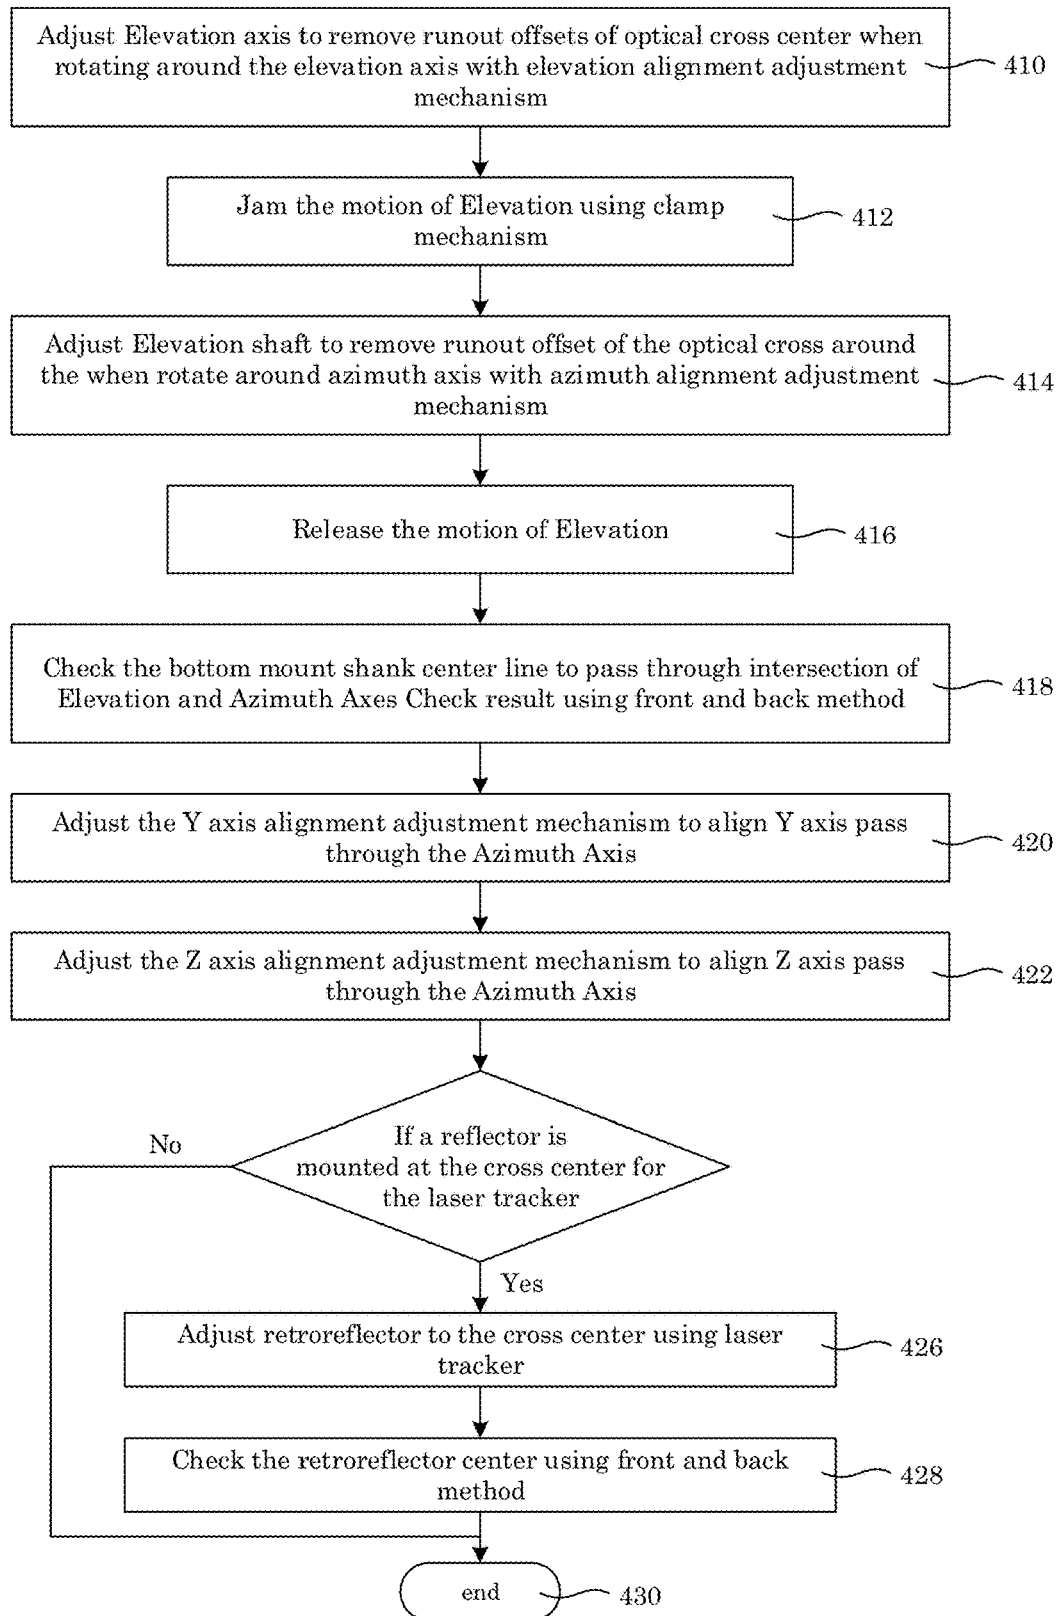 Adjust Elevation axis to remove runout offsets of optical cross center when
rotating around the elevation axis with elevation alignment adjustment
mechanism
410
Jam the motion of Elevation using clamp
mechanism
412
Adjust Elevation shaft to remove runout offset of the optical cross around
the when rotate around azimuth axis with azimuth alignment adjustment
mechanism
414
Release the motion of Elevation
416
Check the bottom mount shank center line to pass through intersection of
Elevation and Azimuth Axes Check result using front and back method
418
Adjust the Y axis alignment adjustment mechanism to align Y axis pass
through the Azimuth Axis
420
Adjust the Z axis alignment adjustment mechanism to align Z axis pass
through the Azimuth Axis
422
No
If a reflector is
mounted at the cross center for
the laser tracker
Yes
Adjust retroreflector to the cross center using laser
tracker
426
Check the retroreflector center using front and back
method
428
end
430